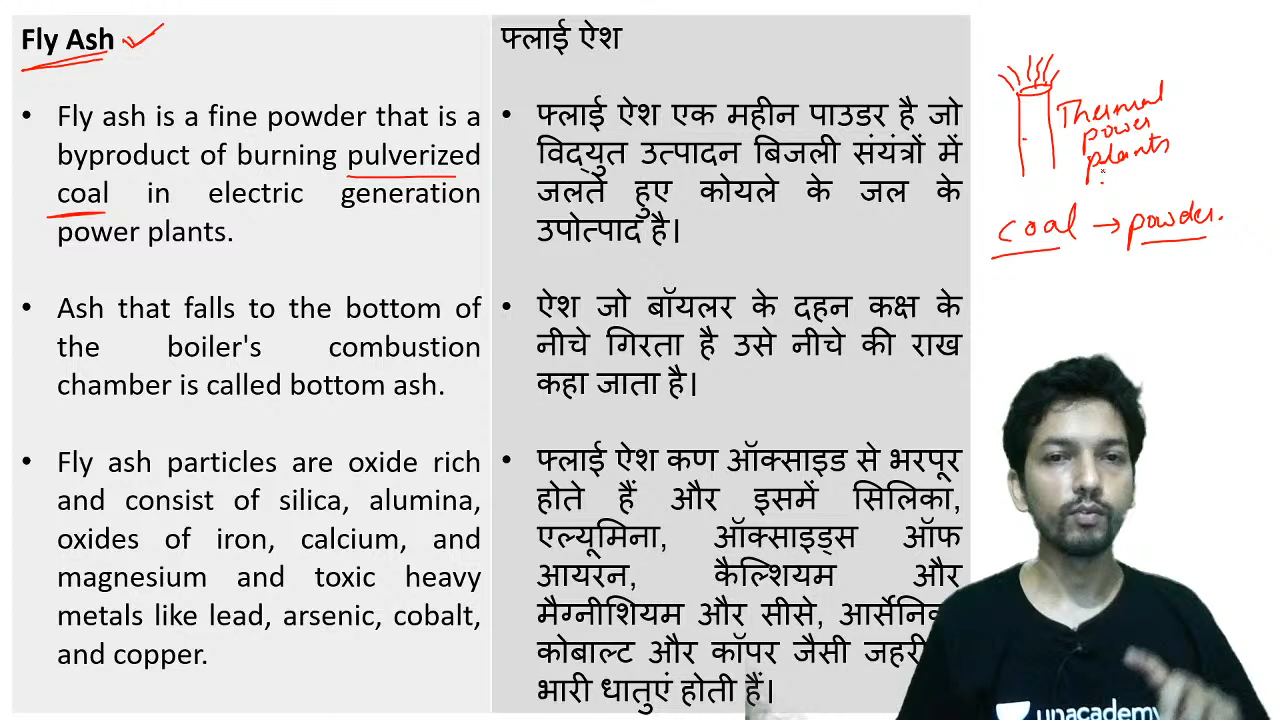 Fly Ash
• Fly ash is a fine powder that is a
byproduct of burning pulverized
coal in electric generation
power plants.
• Ash that falls to the bottom of
the boiler's combustion
chamber is called bottom ash.
• Fly ash particles are oxide rich
and consist of silica, alumina,
oxides of iron, calcium, and
magnesium and toxic heavy
metals like lead, arsenic, cobalt,
and copper.
फ्लाई ऐश
• फ्लाई ऐश एक महीन पाउडर है जो
विद्युत उत्पादन बिजली संयंत्रों में
जलते हुए कोयले के जल के
उपोत्पाद है।
• ऐश जो बॉयलर के दहन कक्ष के
नीचे गिरता है उसे नीचे की राख
कहा जाता है।
• फ्लाई ऐश कण ऑक्साइड से भरपूर
होते हैं और इसमें सिलिका,
एल्यूमिना, ऑक्साइड्स ऑफ
आयरन, कैल्शियम और
मैग्नीशियम और सीसे, आर्सेनिक,
कोबाल्ट और कॉपर जैसी
भारी धातुएं होती हैं।
Thermal
power
plants
coal → powder.
unacademy